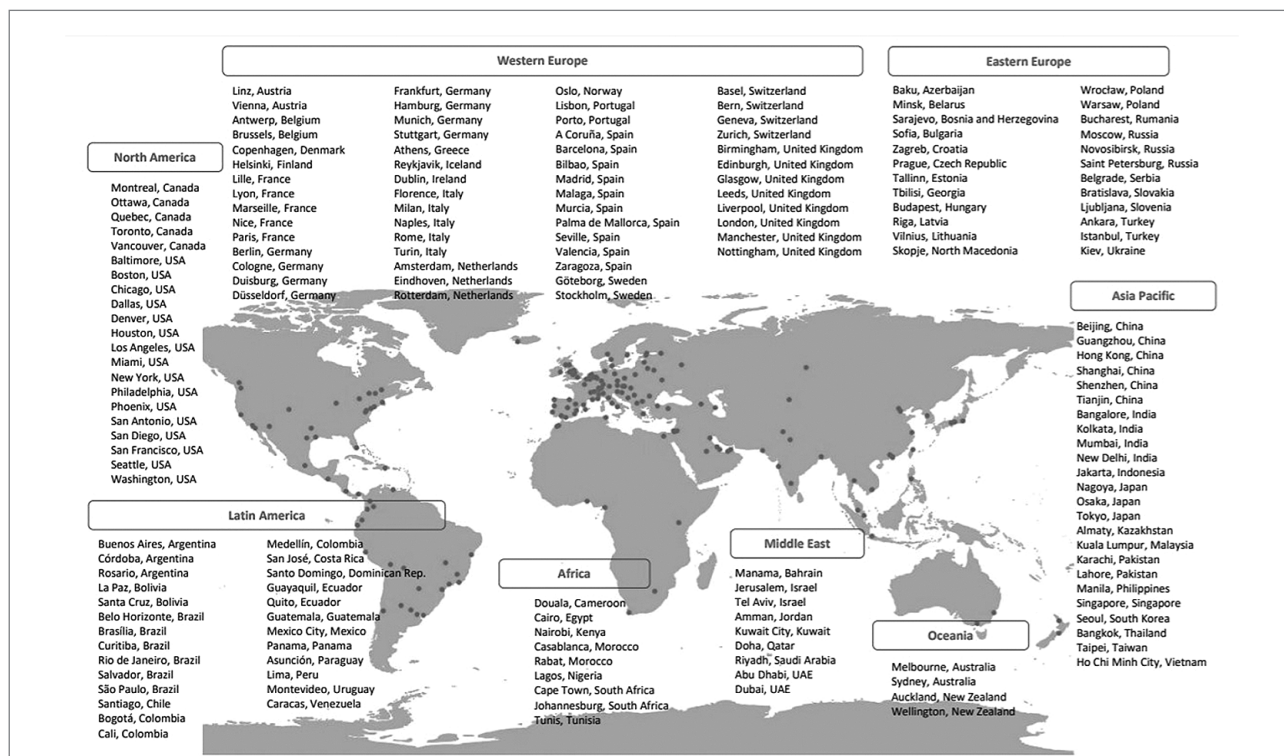 Western Europe
Linz, Austria
Vienna, Austria
Antwerp, Belgium
Brussels, Belgium
Copenhagen, Denmark
Helsinki, Finland
Lille, France
Lyon, France
Marseille, France
Nice, France
Paris, France
Berlin, Germany
Cologne, Germany
Duisburg, Germany
Düsseldorf, Germany
Frankfurt, Germany
Hamburg, Germany
Munich, Germany
Stuttgart, Germany
Athens, Greece
Reykjavik, Iceland
Dublin, Ireland
Florence, Italy
Milan, Italy
Naples, Italy
Rome, Italy
Turin, Italy
Amsterdam, Netherlands
Eindhoven, Netherlands
Rotterdam, Netherlands
Oslo, Norway
Lisbon, Portugal
Porto, Portugal
A Coruña, Spain
Barcelona, Spain
Bilbao, Spain
Madrid, Spain
Malaga, Spain
Murcia, Spain
Palma de Mallorca, Spain
Seville, Spain
Valencia, Spain
Zaragoza, Spain
Göteborg, Sweden
Stockholm, Sweden
Basel, Switzerland
Bern, Switzerland
Geneva, Switzerland
Zurich, Switzerland
Birmingham, United Kingdom
Edinburgh, United Kingdom
Glasgow, United Kingdom
Leeds, United Kingdom
Liverpool, United Kingdom
London, United Kingdom
Manchester, United Kingdom
Nottingham, United Kingdom
Eastern Europe
Baku, Azerbaijan
Minsk, Belarus
Sarajevo, Bosnia and Herzegovina
Sofia, Bulgaria
Zagreb, Croatia
Prague, Czech Republic
Tallinn, Estonia
Tbilisi, Georgia
Budapest, Hungary
Riga, Latvia
Vilnius, Lithuania
Skopje, North Macedonia
Wrocław, Poland
Warsaw, Poland
Bucharest, Rumania
Moscow, Russia
Novosibirsk, Russia
Saint Petersburg, Russia
Belgrade, Serbia
Bratislava, Slovakia
Ljubljana, Slovenia
Ankara, Turkey
Istanbul, Turkey
Kiev, Ukraine
North America
Montreal, Canada
Ottawa, Canada
Quebec, Canada
Toronto, Canada
Vancouver, Canada
Baltimore, USA
Boston, USA
Chicago, USA
Dallas, USA
Denver, USA
Houston, USA
Los Angeles, USA
Miami, USA
New York, USA
Philadelphia, USA
Phoenix, USA
San Antonio, USA
San Diego, USA
San Francisco, USA
Seattle, USA
Washington, USA
Asia Pacific
Beijing, China
Guangzhou, China
Hong Kong, China
Shanghai, China
Shenzhen, China
Tianjin, China
Bangalore, India
Kolkata, India
Mumbai, India
New Delhi, India
Jakarta, Indonesia
Nagoya, Japan
Osaka, Japan
Tokyo, Japan
Almaty, Kazakhstan
Kuala Lumpur, Malaysia
Karachi, Pakistan
Lahore, Pakistan
Manila, Philippines
Singapore, Singapore
Seoul, South Korea
Bangkok, Thailand
Taipei, Taiwan
Ho Chi Minh City, Vietnam
Latin America
Buenos Aires, Argentina
Córdoba, Argentina
Rosario, Argentina
La Paz, Bolivia
Santa Cruz, Bolivia
Belo Horizonte, Brazil
Brasília, Brazil
Curitiba, Brazil
Rio de Janeiro, Brazil
Salvador, Brazil
São Paulo, Brazil
Santiago, Chile
Bogotá, Colombia
Cali, Colombia
Medellín, Colombia
San José, Costa Rica
Santo Domingo, Dominican Rep.
Guayaquil, Ecuador
Quito, Ecuador
Guatemala, Guatemala
Mexico City, Mexico
Panama, Panama
Asunción, Paraguay
Lima, Peru
Montevideo, Uruguay
Caracas, Venezuela
Africa
Douala, Cameroon
Cairo, Egypt
Nairobi, Kenya
Casablanca, Morocco
Rabat, Morocco
Lagos, Nigeria
Cape Town, South Africa
Johannesburg, South Africa
Tunis, Tunisia
Middle East
Manama, Bahrain
Jerusalem, Israel
Tel Aviv, Israel
Amman, Jordan
Kuwait City, Kuwait
Doha, Qatar
Riyadh, Saudi Arabia
Abu Dhabi, UAE
Dubai, UAE
Oceania
Melbourne, Australia
Sydney, Australia
Auckland, New Zealand
Wellington, New Zealand